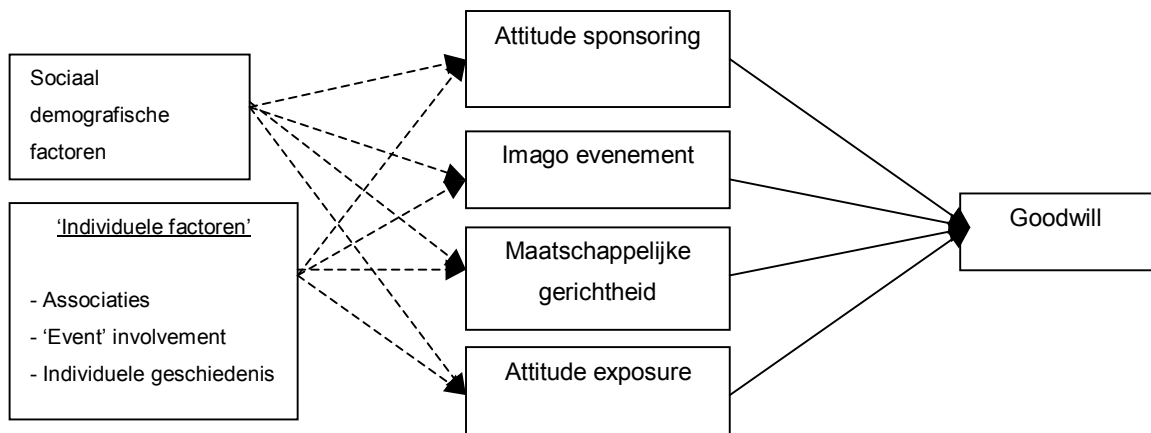 Sociaal
demografische
factoren
‘Individuele factoren’
- Associaties
- ‘Event’ involvement
- Individuele geschiedenis
Attitude sponsoring
Imago evenement
Maatschappelijke
gerichtheid
Attitude exposure
Goodwill